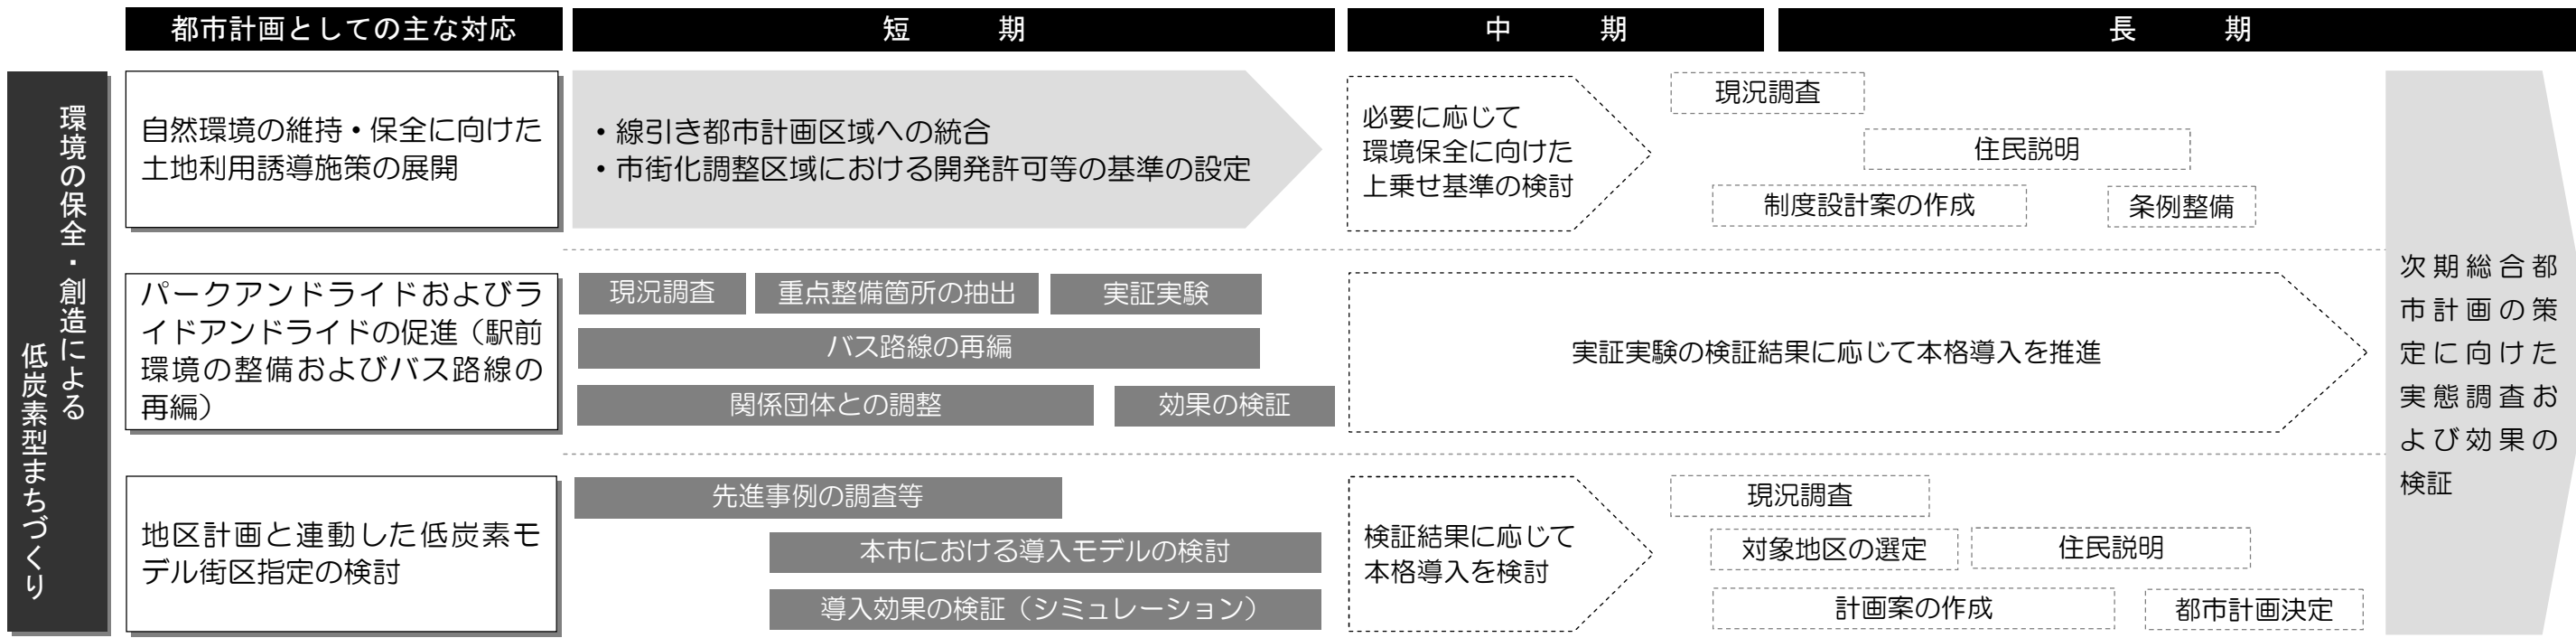 都市計画としての主な対応
短　期
中　期
長　期
環境の保全・創造による
低炭素型まちづくり
自然環境の維持・保全に向けた
土地利用誘導施策の展開
・線引き都市計画区域への統合
・市街化調整区域における開発許可等の基準の設定
必要に応じて
環境保全に向けた
上乗せ基準の検討
現況調査
住民説明
制度設計案の作成
条例整備
パークアンドライドおよびラ
イドアンドライドの促進（駅前
環境の整備およびバス路線の
再編）
現況調査
重点整備箇所の抽出
実証実験
バス路線の再編
関係団体との調整
効果の検証
実証実験の検証結果に応じて本格導入を推進
地区計画と連動した低炭素モ
デル街区指定の検討
先進事例の調査等
本市における導入モデルの検討
導入効果の検証（シミュレーション）
検証結果に応じて
本格導入を検討
現況調査
対象地区の選定
住民説明
計画案の作成
都市計画決定
次期総合都
市計画の策
定に向けた
実態調査お
よび効果の
検証